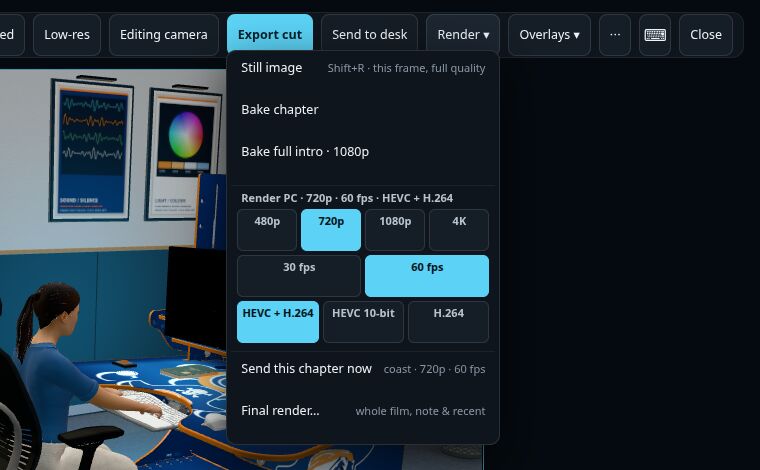 ed Low-res Editing camera Export cut Send to desk Render ▾ Overlays ▾ ··· Close
Still image Shift+R · this frame, full quality
Bake chapter
Bake full intro · 1080p
Render PC · 720p · 60 fps · HEVC + H.264
480p 720p 1080p 4K
30 fps 60 fps
HEVC + H.264 HEVC 10-bit H.264
Send this chapter now coast · 720p · 60 fps
Final render... whole film, note & recent
SOUND / SILENCE
LIGHT / COLOUR